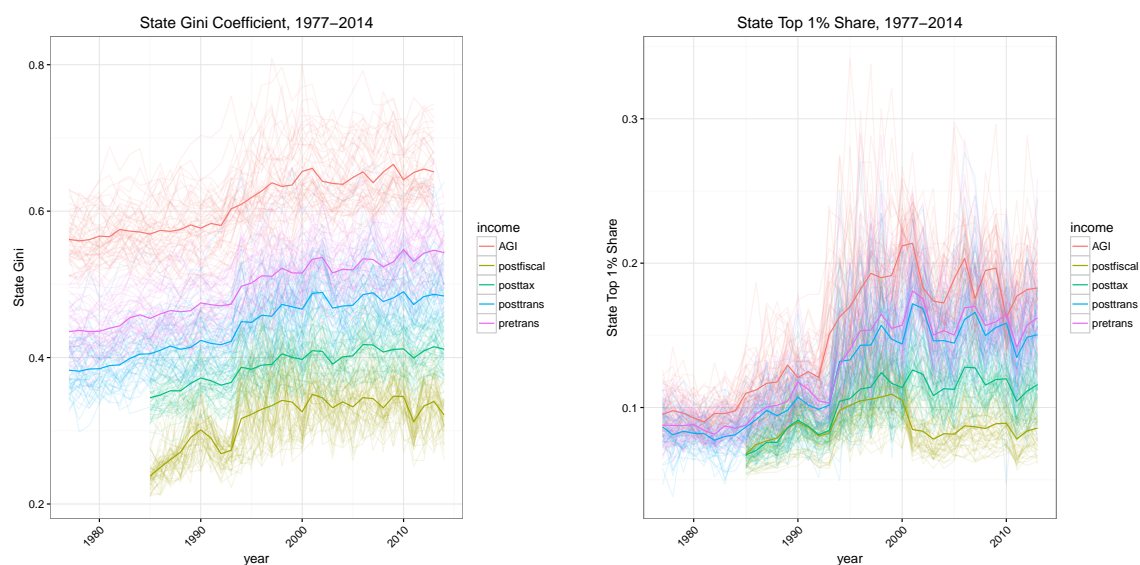 State Gini Coefficient, 1977−2014
0.8
0.6
0.4
0.2
State Gini
1980
1990
2000
2010
year
income
AGI
postfiscal
posttax
posttrans
pretrans
State Top 1% Share, 1977−2014
0.3
0.2
0.1
State Top 1% Share
1980
1990
2000
2010
year
income
AGI
postfiscal
posttax
posttrans
pretrans